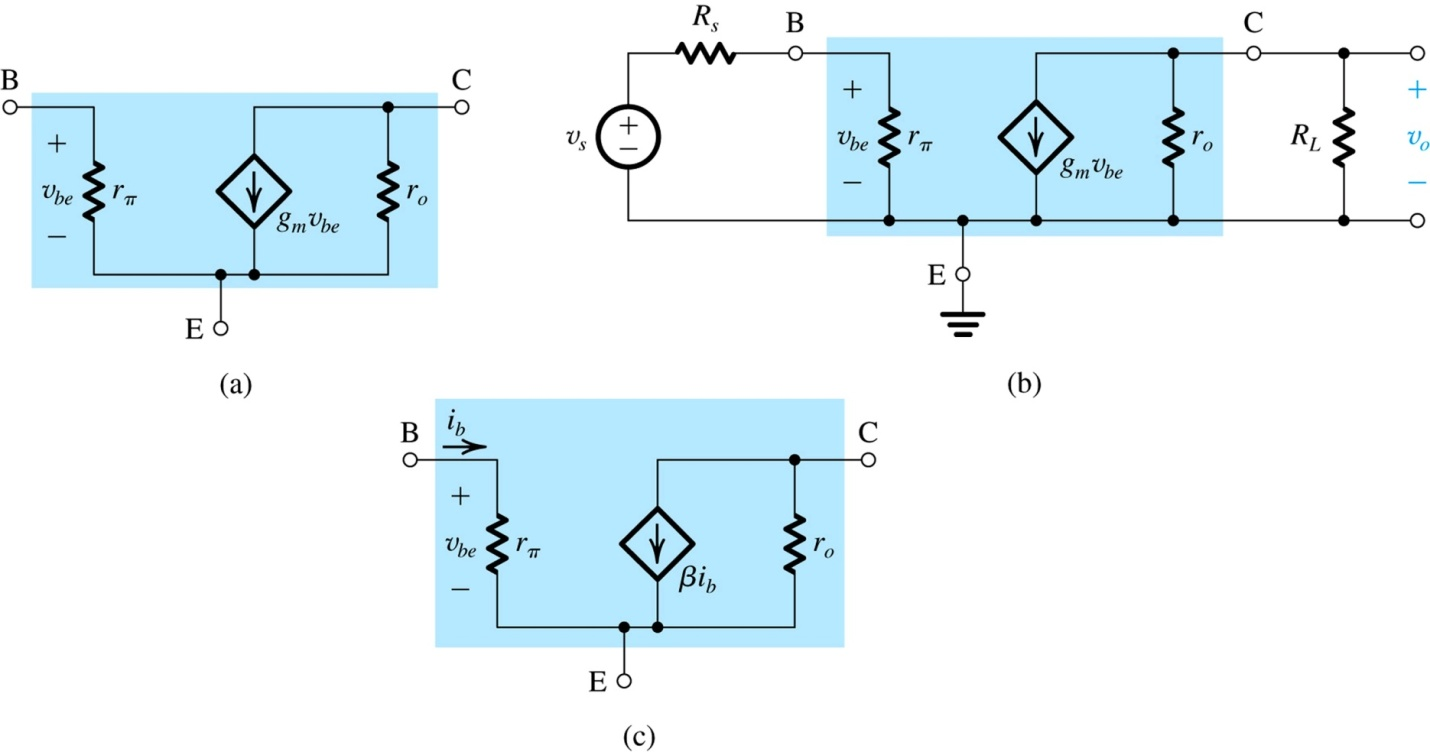 B
C
+
v_be
−
r_π
g_m v_be
r_o
E
(a)
R_s
B
C
v_s
+
−
+
v_be
−
r_π
g_m v_be
r_o
R_L
+
v_o
−
E
(b)
B
i_b
C
+
v_be
−
r_π
βi_b
r_o
E
(c)